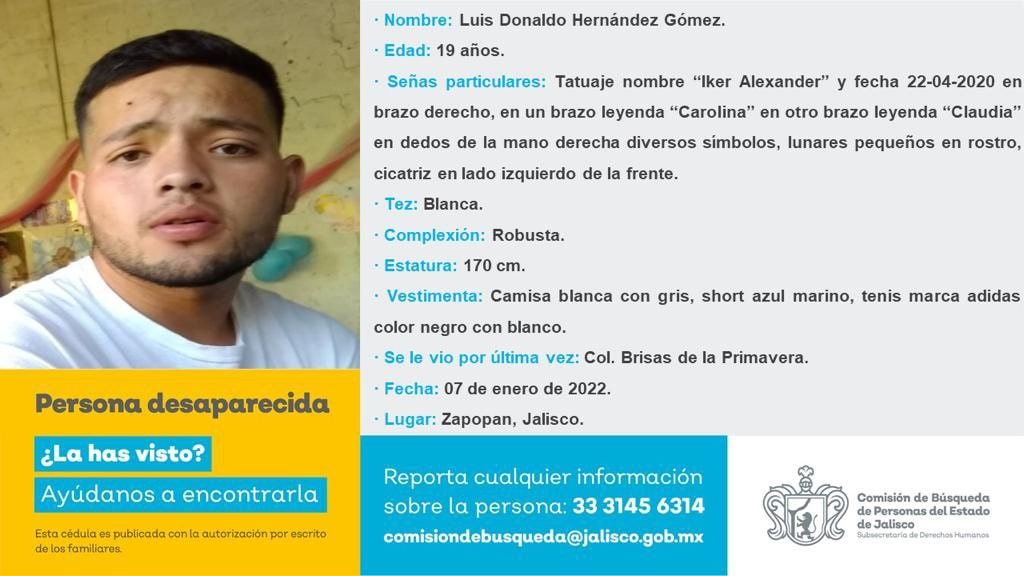 · Nombre: Luis Donaldo Hernández Gómez.
· Edad: 19 años.
· Señas particulares: Tatuaje nombre “Iker Alexander” y fecha 22-04-2020 en
brazo derecho, en un brazo leyenda “Carolina” en otro brazo leyenda “Claudia”
en dedos de la mano derecha diversos símbolos, lunares pequeños en rostro,
cicatriz en lado izquierdo de la frente.
· Tez: Blanca.
· Complexión: Robusta.
· Estatura: 170 cm.
· Vestimenta: Camisa blanca con gris, short azul marino, tenis marca adidas
color negro con blanco.
· Se le vio por última vez: Col. Brisas de la Primavera.
· Fecha: 07 de enero de 2022.
· Lugar: Zapopan, Jalisco.
Persona desaparecida
¿La has visto?
Ayúdanos a encontrarla
Esta cédula es publicada con la autorización por escrito
de los familiares.
Reporta cualquier información
sobre la persona: 33 3145 6314
comisiondebusqueda@jalisco.gob.mx
Comisión de Búsqueda
de Personas del Estado
de Jalisco
Subsecretaría de Derechos Humanos